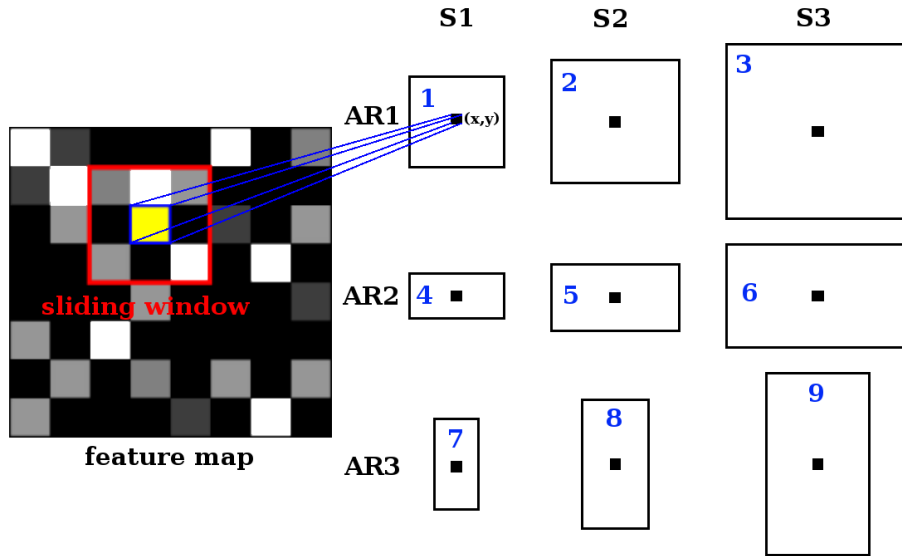 S1 S2 S3
AR1 1 (x,y) 2 3
AR2 4 5 6
sliding window
AR3 7 8 9
feature map